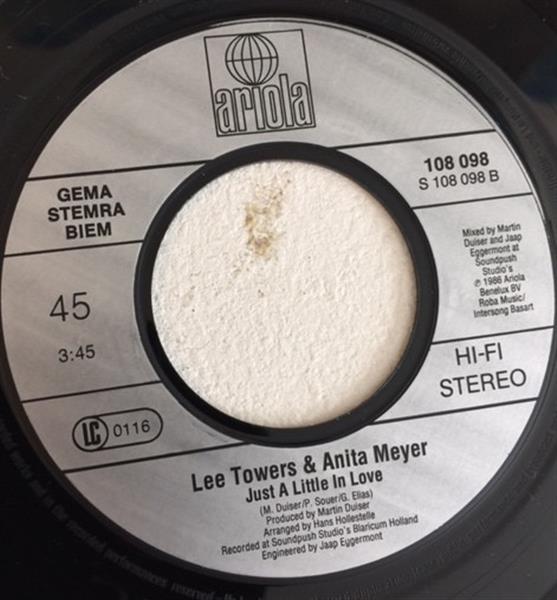 ariola
GEMA
STEMRA
BIEM
45
3:45
LC 0116
108 098
S 108 098 B
Mixed by Martin
Duiser and Jaap
Eggermont at
Soundpush
Studio's
℗ 1986 Ariola
Benelux BV
Roba Music/
Intersong Basart
HI-FI
STEREO
Lee Towers & Anita Meyer
Just A Little In Love
(M. Duiser/P. Souer/G. Elias)
Produced by Martin Duiser
Arranged by Hans Hollestelle
Recorded at Soundpush Studio's Blaricum Holland
Engineered by Jaap Eggermont